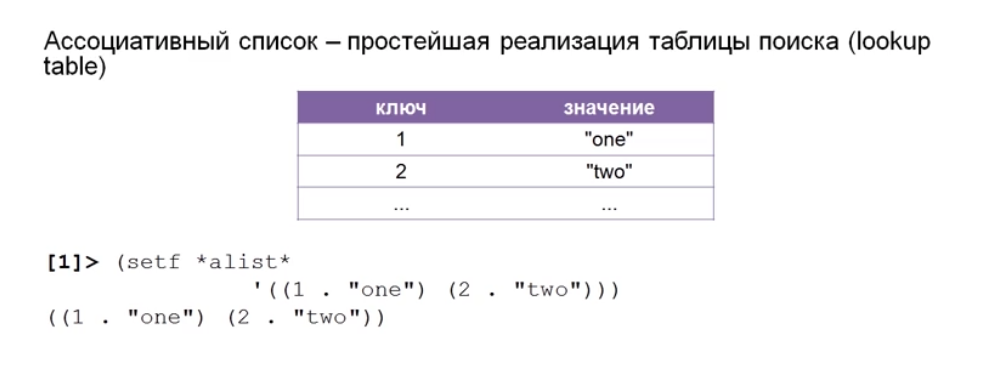 Ассоциативный список – простейшая реализация таблицы поиска (lookup
table)
ключ значение
1 "one"
2 "two"
... ...
[1]> (setf *alist*
'((1 . "one") (2 . "two")))
((1 . "one") (2 . "two"))